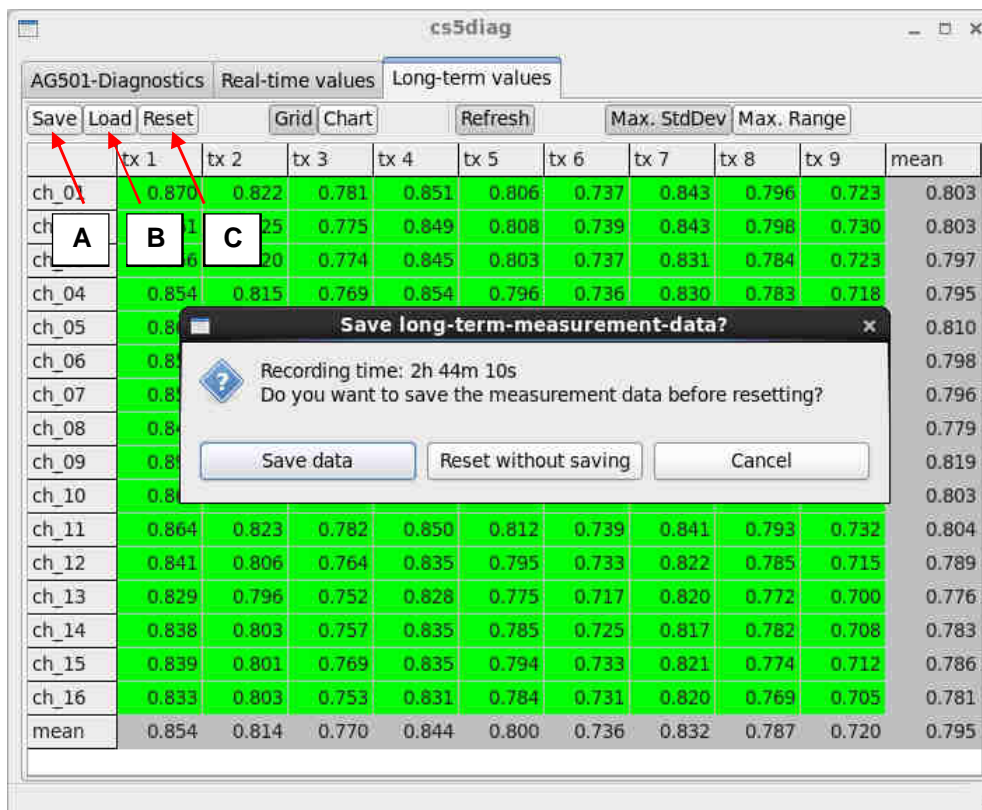 cs5diag
AG501-Diagnostics Real-time values Long-term values
Save Load Reset Grid Chart Refresh Max. StdDev Max. Range
tx 1 tx 2 tx 3 tx 4 tx 5 tx 6 tx 7 tx 8 tx 9 mean
ch_01 0.870 0.822 0.781 0.851 0.806 0.737 0.843 0.796 0.723 0.803
A B C
0.775 0.849 0.808 0.739 0.843 0.798 0.730 0.803
0.774 0.845 0.803 0.737 0.831 0.784 0.723 0.797
ch_04 0.854 0.815 0.769 0.854 0.796 0.736 0.830 0.783 0.718 0.795
Save long-term-measurement-data?
ch_05 0.810
ch_06 0.798
Recording time: 2h 44m 10s
ch_07 0.796
Do you want to save the measurement data before resetting?
ch_08 0.779
ch_09 0.819
Save data Reset without saving Cancel
ch_10 0.803
ch_11 0.864 0.823 0.782 0.850 0.812 0.739 0.841 0.793 0.732 0.804
ch_12 0.841 0.806 0.764 0.835 0.795 0.733 0.822 0.785 0.715 0.789
ch_13 0.829 0.796 0.752 0.828 0.775 0.717 0.820 0.772 0.700 0.776
ch_14 0.838 0.803 0.757 0.835 0.785 0.725 0.817 0.782 0.708 0.783
ch_15 0.839 0.801 0.769 0.835 0.794 0.733 0.821 0.774 0.712 0.786
ch_16 0.833 0.803 0.753 0.831 0.784 0.731 0.820 0.769 0.705 0.781
mean 0.854 0.814 0.770 0.844 0.800 0.736 0.832 0.787 0.720 0.795